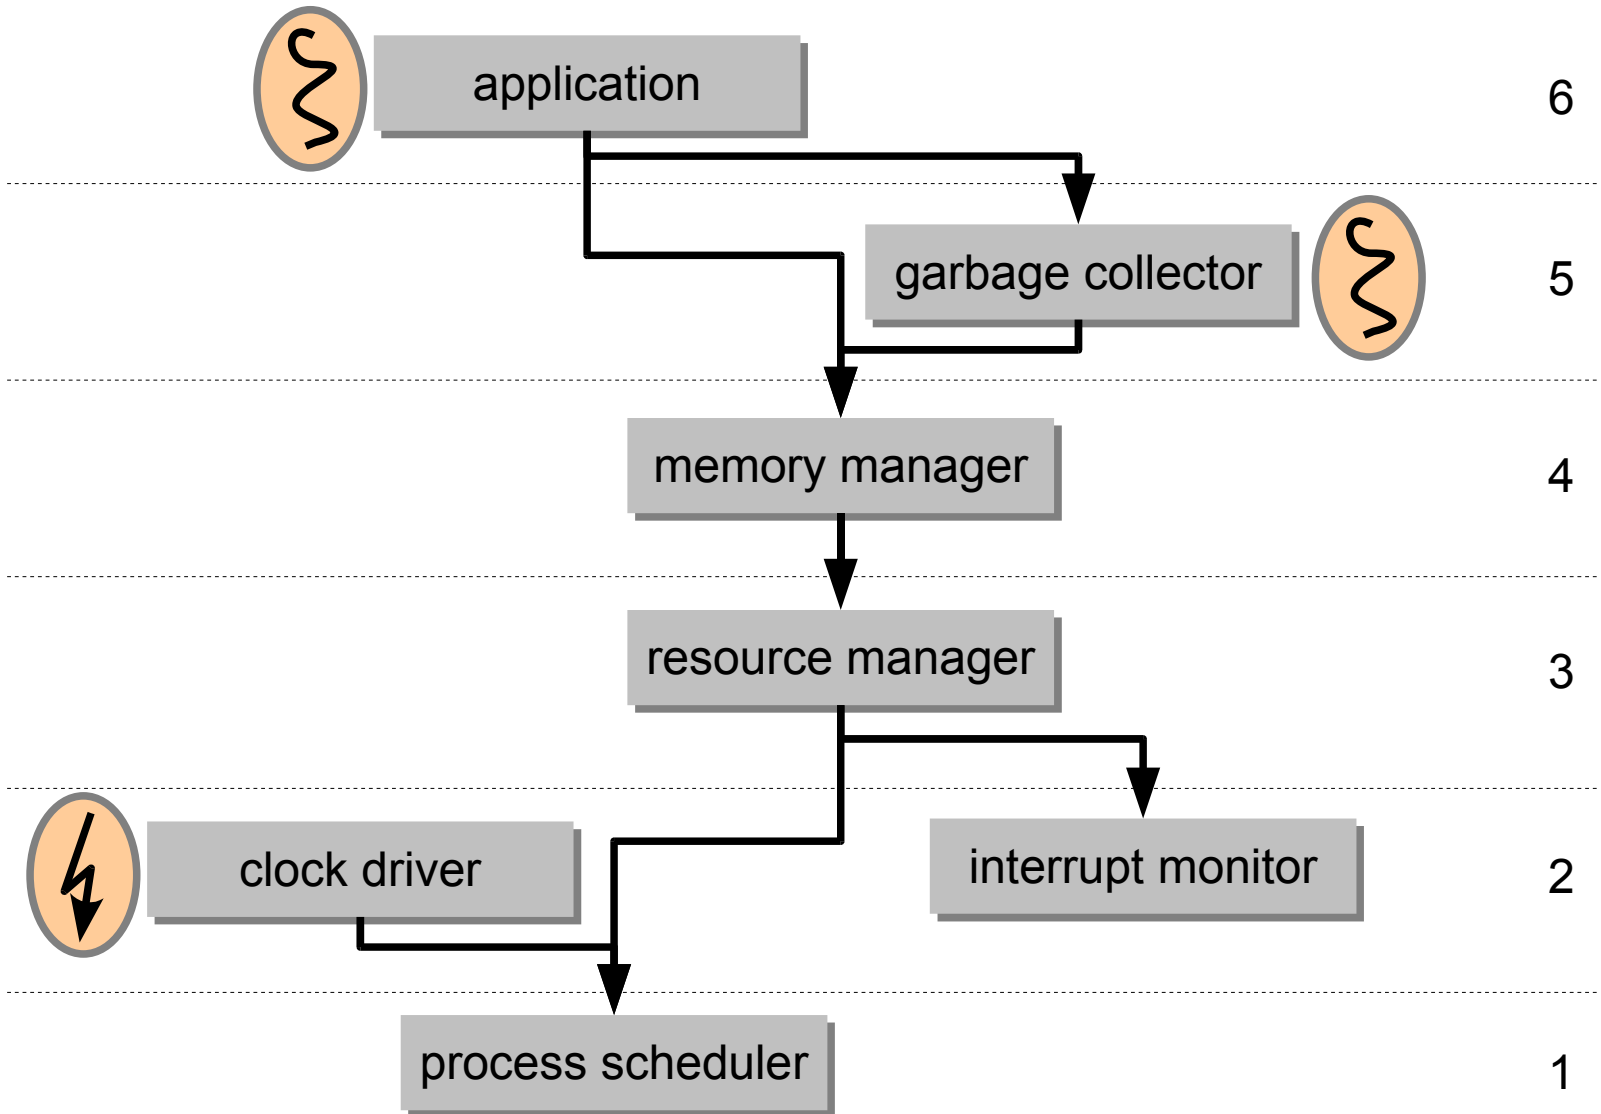 application
6
garbage collector
5
memory manager
4
resource manager
3
clock driver
interrupt monitor
2
process scheduler
1